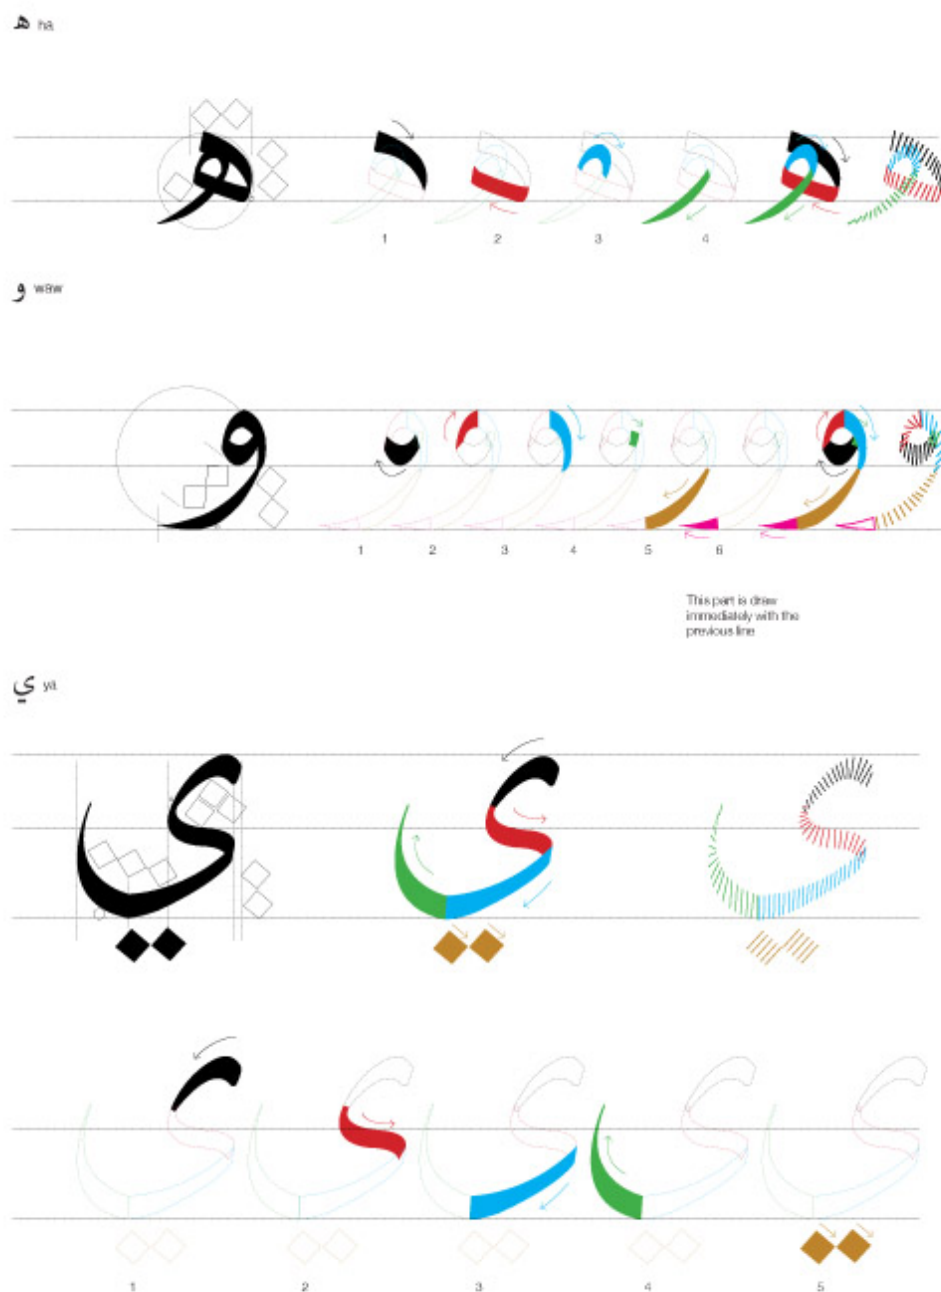 ه ha
ه
1 2 3 4
و waw
و
1 2 3 4 5 6
This part is draw
immediately with the
previous line
ي ya
ي
1 2 3 4 5